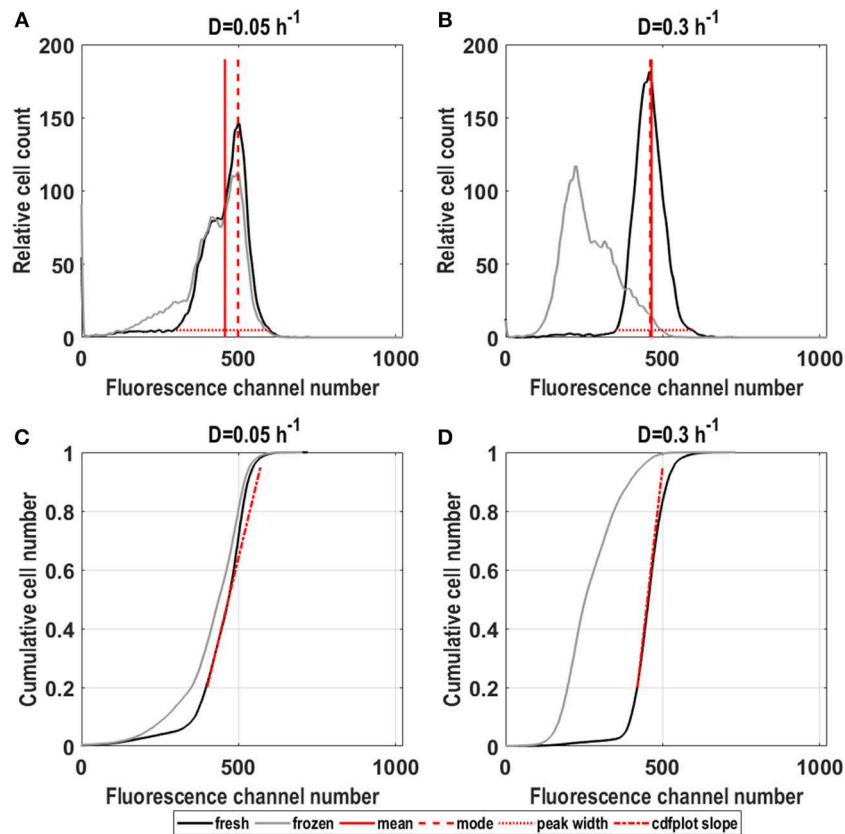 A
D=0.05 h-1
B
D=0.3 h-1
200
150
100
50
0
Relative cell count
0
500
1000
Fluorescence channel number
200
150
100
50
0
Relative cell count
0
500
1000
Fluorescence channel number
C
D=0.05 h-1
D
D=0.3 h-1
1
0.8
0.6
0.4
0.2
0
Cumulative cell number
0
500
1000
Fluorescence channel number
1
0.8
0.6
0.4
0.2
0
Cumulative cell number
0
500
1000
Fluorescence channel number
fresh frozen mean mode peak width cdfplot slope